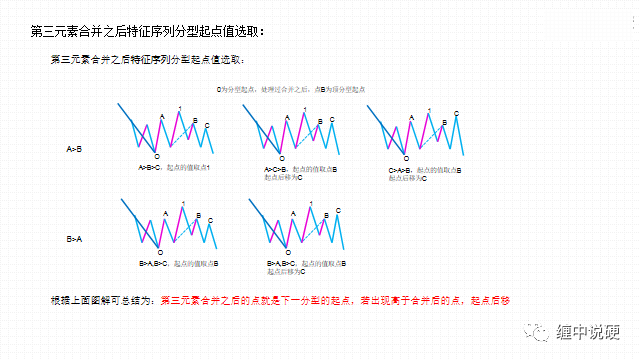 第三元素合并之后特征序列分型起点值选取：
第三元素合并之后特征序列分型起点值选取：
0为分型起点，处理过合并之后，点B为顶分型起点
1
1
1
A
B
C
A
B
C
A
B
C
A>B
O
O
O
A>B>C，起点的值取点1
A>C>B，起点的值取点B
起点后移为C
C>A>B，起点的值取点B
起点后移为C
1
1
A
B
C
A
B
C
B>A
O
O
B>A,B>C，起点的值取点B
B>A,B>C，起点的值取点B
起点后移为C
根据上面图解可总结为：第三元素合并之后的点就是下一分型的起点，若出现高于合并后的点，起点后移
缠中说硬